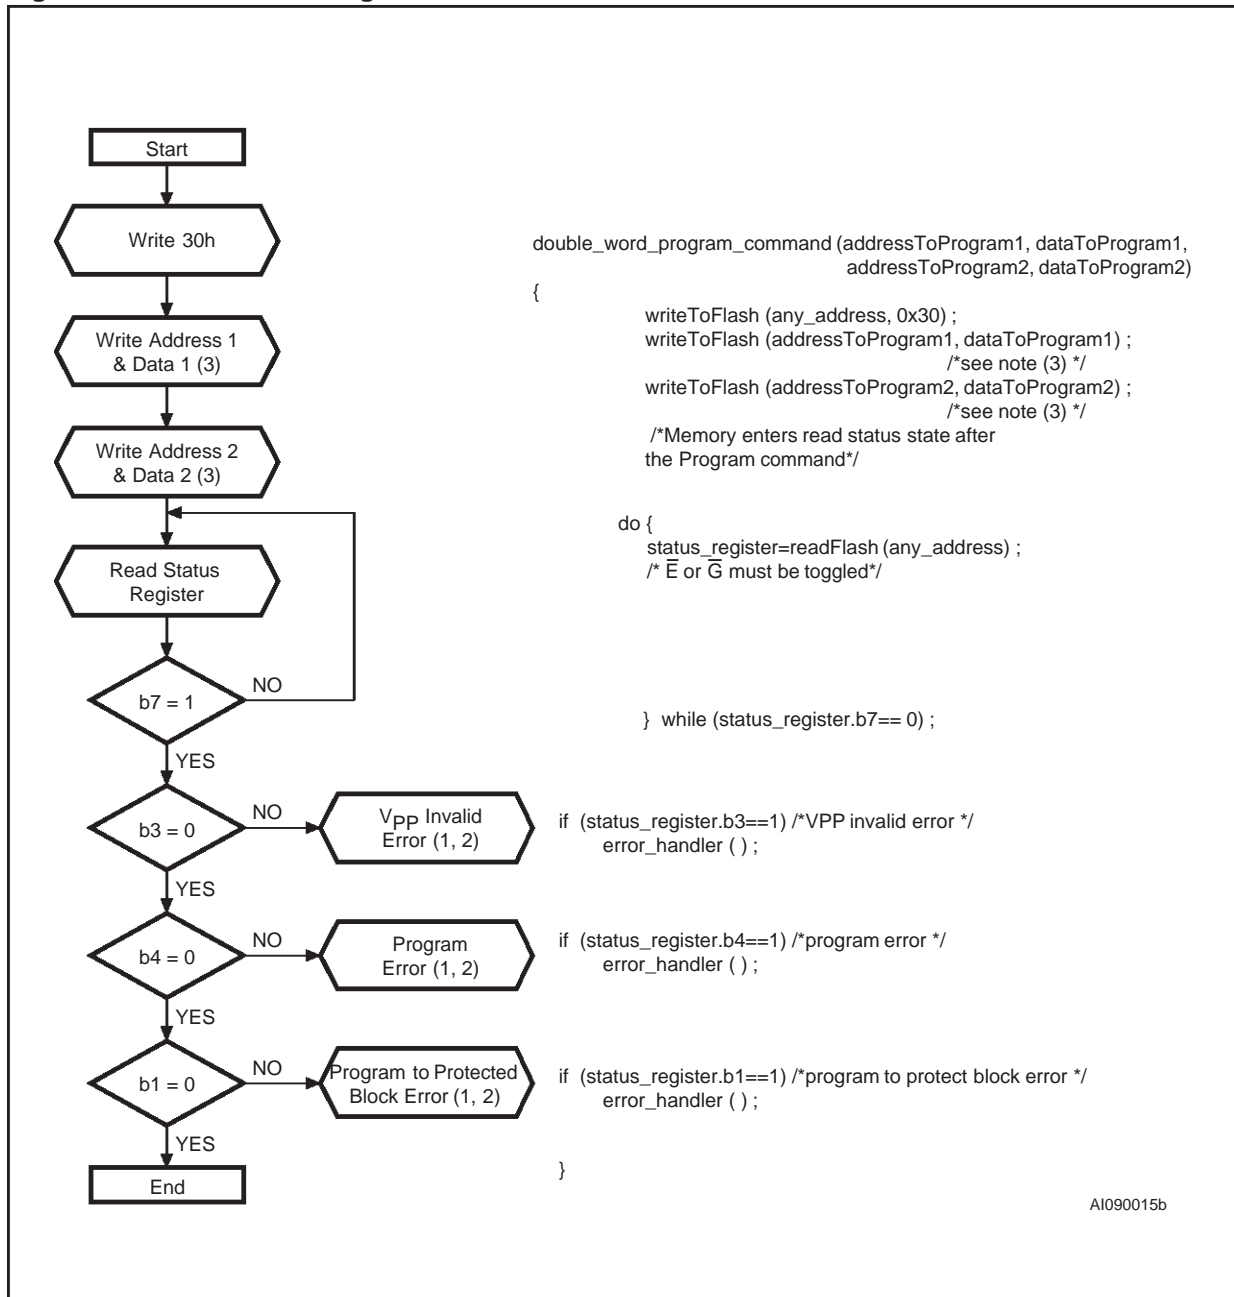 Start
Write 30h
Write Address 1
& Data 1 (3)
Write Address 2
& Data 2 (3)
Read Status
Register
b7 = 1
NO
YES
b3 = 0
NO
VPP Invalid
Error (1, 2)
YES
b4 = 0
NO
Program
Error (1, 2)
YES
b1 = 0
NO
Program to Protected
Block Error (1, 2)
YES
End
double_word_program_command (addressToProgram1, dataToProgram1,
addressToProgram2, dataToProgram2)
{
writeToFlash (any_address, 0x30) ;
writeToFlash (addressToProgram1, dataToProgram1) ;
/*see note (3) */
writeToFlash (addressToProgram2, dataToProgram2) ;
/*see note (3) */
/*Memory enters read status state after
the Program command*/
do {
status_register=readFlash (any_address) ;
/* E̅ or G̅ must be toggled*/
} while (status_register.b7== 0) ;
if (status_register.b3==1) /*VPP invalid error */
error_handler ( ) ;
if (status_register.b4==1) /*program error */
error_handler ( ) ;
if (status_register.b1==1) /*program to protect block error */
error_handler ( ) ;
}
AI090015b